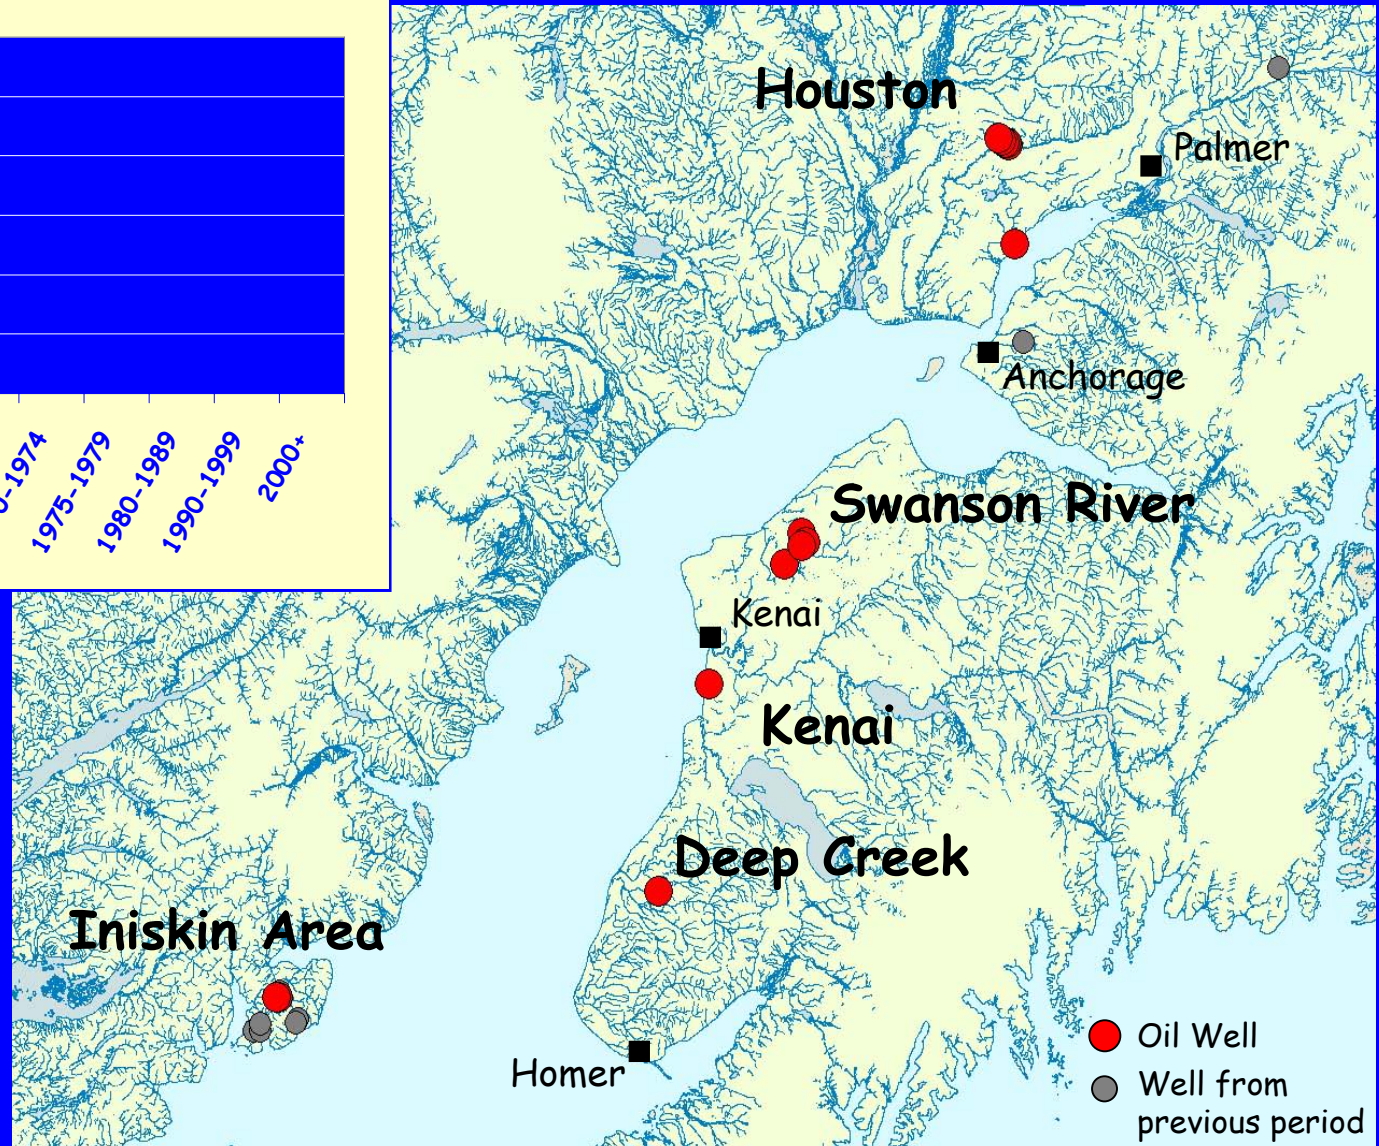 Houston
Palmer
Anchorage
1975-1979
1980-1989
1990-1999
2000+
Swanson River
Kenai
Kenai
Deep Creek
Iniskin Area
Homer
Oil Well
Well from
previous period